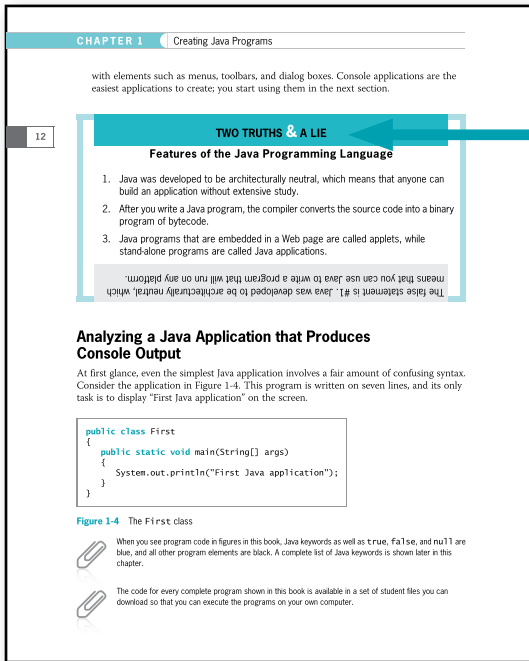 CHAPTER 1 Creating Java Programs
with elements such as menus, toolbars, and dialog boxes. Console applications are the
easiest applications to create; you start using them in the next section.
12
TWO TRUTHS & A LIE
Features of the Java Programming Language
1. Java was developed to be architecturally neutral, which means that anyone can
build an application without extensive study.
2. After you write a Java program, the compiler converts the source code into a binary
program of bytecode.
3. Java programs that are embedded in a Web page are called applets, while
stand-alone programs are called Java applications.
The false statement is #1. Java was developed to be architecturally neutral, which
means that you can use Java to write a program that will run on any platform.
Analyzing a Java Application that Produces
Console Output
At first glance, even the simplest Java application involves a fair amount of confusing syntax.
Consider the application in Figure 1-4. This program is written on seven lines, and its only
task is to display “First Java application” on the screen.
public class First
{
public static void main(String[] args)
{
System.out.println("First Java application");
}
}
Figure 1-4 The First class
When you see program code in figures in this book, Java keywords as well as true, false, and null are
blue, and all other program elements are black. A complete list of Java keywords is shown later in this
chapter.
The code for every complete program shown in this book is available in a set of student files you can
download so that you can execute the programs on your own computer.